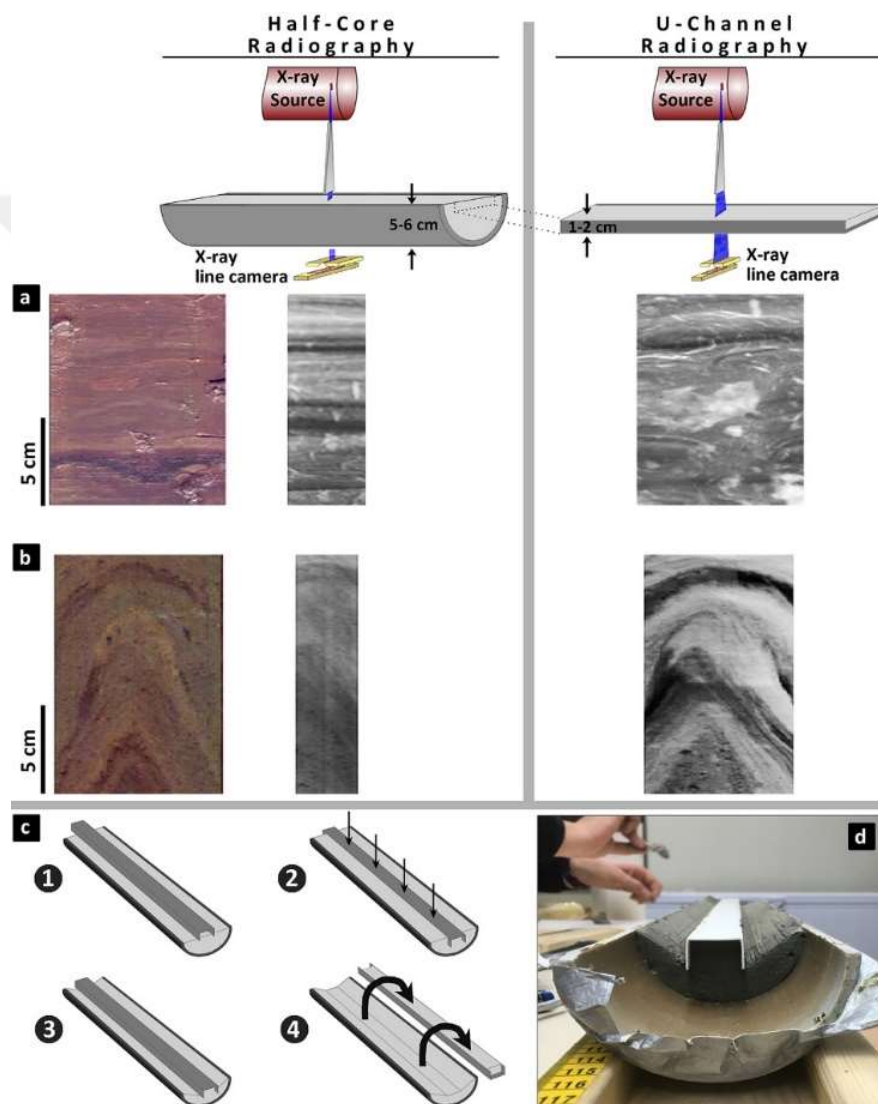 Half-Core
Radiography
U-Channel
Radiography
X-ray
Source
X-ray
Source
5-6 cm
1-2 cm
X-ray
line camera
X-ray
line camera
a
5 cm
b
5 cm
c
d
1
2
3
4
113
114
115
116
117